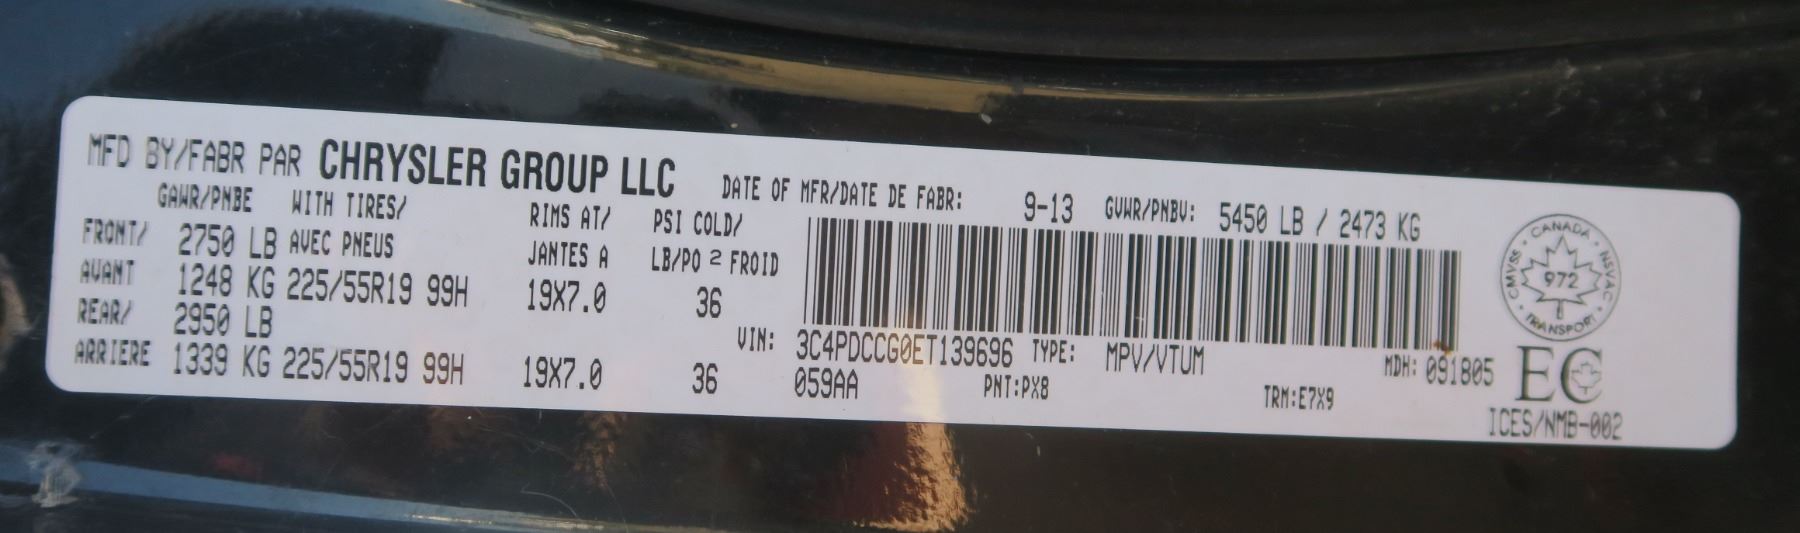 MFD BY/FABR PAR CHRYSLER GROUP LLC DATE OF MFR/DATE DE FABR: 9-13 GVWR/PNBV: 5450 LB / 2473 KG
GAWR/PNBE WITH TIRES/ RIMS AT/ PSI COLD/
FRONT/ 2750 LB AVEC PNEUS JANTES A LB/PO 2 FROID
AVANT 1248 KG 225/55R19 99H 19X7.0 36
REAR/ 2950 LB
ARRIERE 1339 KG 225/55R19 99H 19X7.0 36
VIN: 3C4PDCCG0ET139696 TYPE: MPV/VTUM MDH: 091805
059AA PNT:PX8 TRM:E7X9
CANADA
CMVSS 972 NSVAC
TRANSPORT
EC
ICES/NMB-002